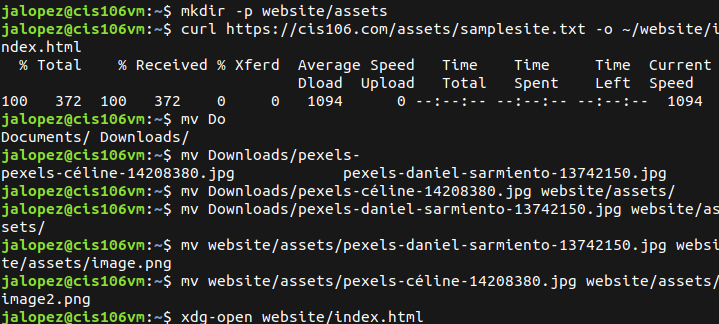 jalopez@cis106vm:~$ mkdir -p website/assets
jalopez@cis106vm:~$ curl https://cis106.com/assets/samplesite.txt -o ~/website/i
ndex.html
  % Total    % Received % Xferd  Average Speed   Time    Time     Time  Current
                                 Dload  Upload   Total   Spent    Left  Speed
100   372  100   372    0     0   1094      0 --:--:-- --:--:-- --:--:--  1094
jalopez@cis106vm:~$ mv Do
Documents/ Downloads/
jalopez@cis106vm:~$ mv Downloads/pexels-
pexels-céline-14208380.jpg            pexels-daniel-sarmiento-13742150.jpg
jalopez@cis106vm:~$ mv Downloads/pexels-céline-14208380.jpg website/assets/
jalopez@cis106vm:~$ mv Downloads/pexels-daniel-sarmiento-13742150.jpg website/as
sets/
jalopez@cis106vm:~$ mv website/assets/pexels-daniel-sarmiento-13742150.jpg websi
te/assets/image.png
jalopez@cis106vm:~$ mv website/assets/pexels-céline-14208380.jpg website/assets/
image2.png
jalopez@cis106vm:~$ xdg-open website/index.html